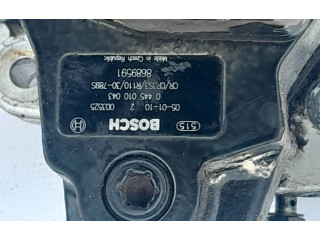 515 BOSCH
05-01-10 2 003525
0 445 010 043
CR/CP3S3/R110/30-789S
8689591
Made in Czech Republic